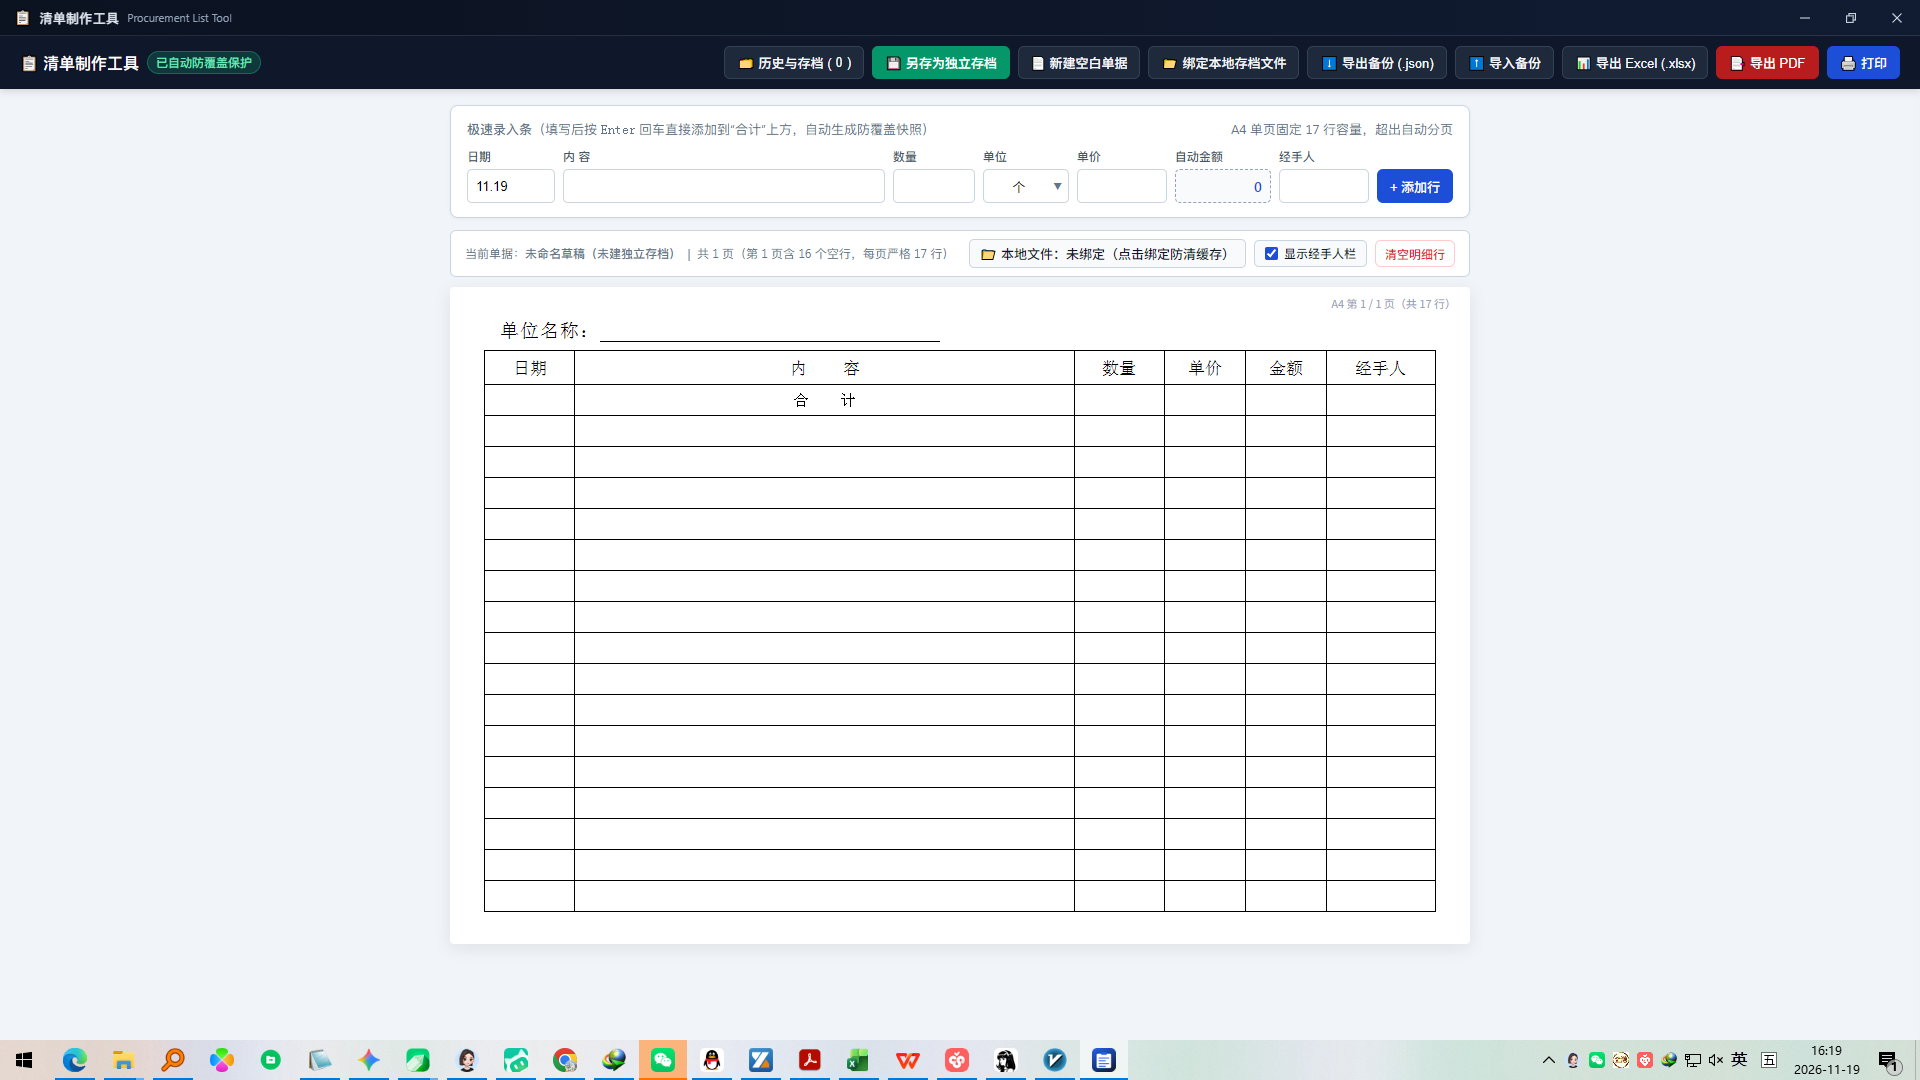 清单制作工具 Procurement List Tool
清单制作工具 已自动防覆盖保护 历史与存档 ( 0 ) 另存为独立存档 新建空白单据 绑定本地存档文件 导出备份 (.json) 导入备份 导出 Excel (.xlsx) 导出 PDF 打印
极速录入条（填写后按 Enter 回车直接添加到“合计”上方，自动生成防覆盖快照） A4 单页固定 17 行容量，超出自动分页
日期 内 容 数量 单位 单价 自动金额 经手人
11.19 个 0 + 添加行
当前单据：未命名草稿（未建独立存档） | 共 1 页（第 1 页含 16 个空行，每页严格 17 行） 本地文件：未绑定（点击绑定防清缓存） 显示经手人栏 清空明细行
A4 第 1 / 1 页（共 17 行）
单位名称：
日期 内 容 数量 单价 金额 经手人
合 计
英 五 16:19
2026-11-19 1